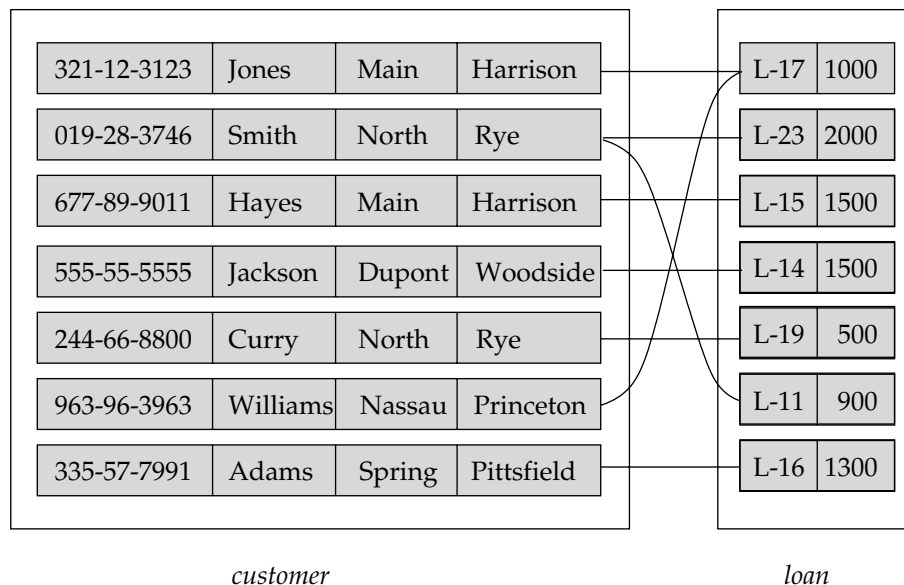 321-12-3123 Jones Main Harrison L-17 1000
019-28-3746 Smith North Rye L-23 2000
677-89-9011 Hayes Main Harrison L-15 1500
555-55-5555 Jackson Dupont Woodside L-14 1500
244-66-8800 Curry North Rye L-19 500
963-96-3963 Williams Nassau Princeton L-11 900
335-57-7991 Adams Spring Pittsfield L-16 1300
customer loan